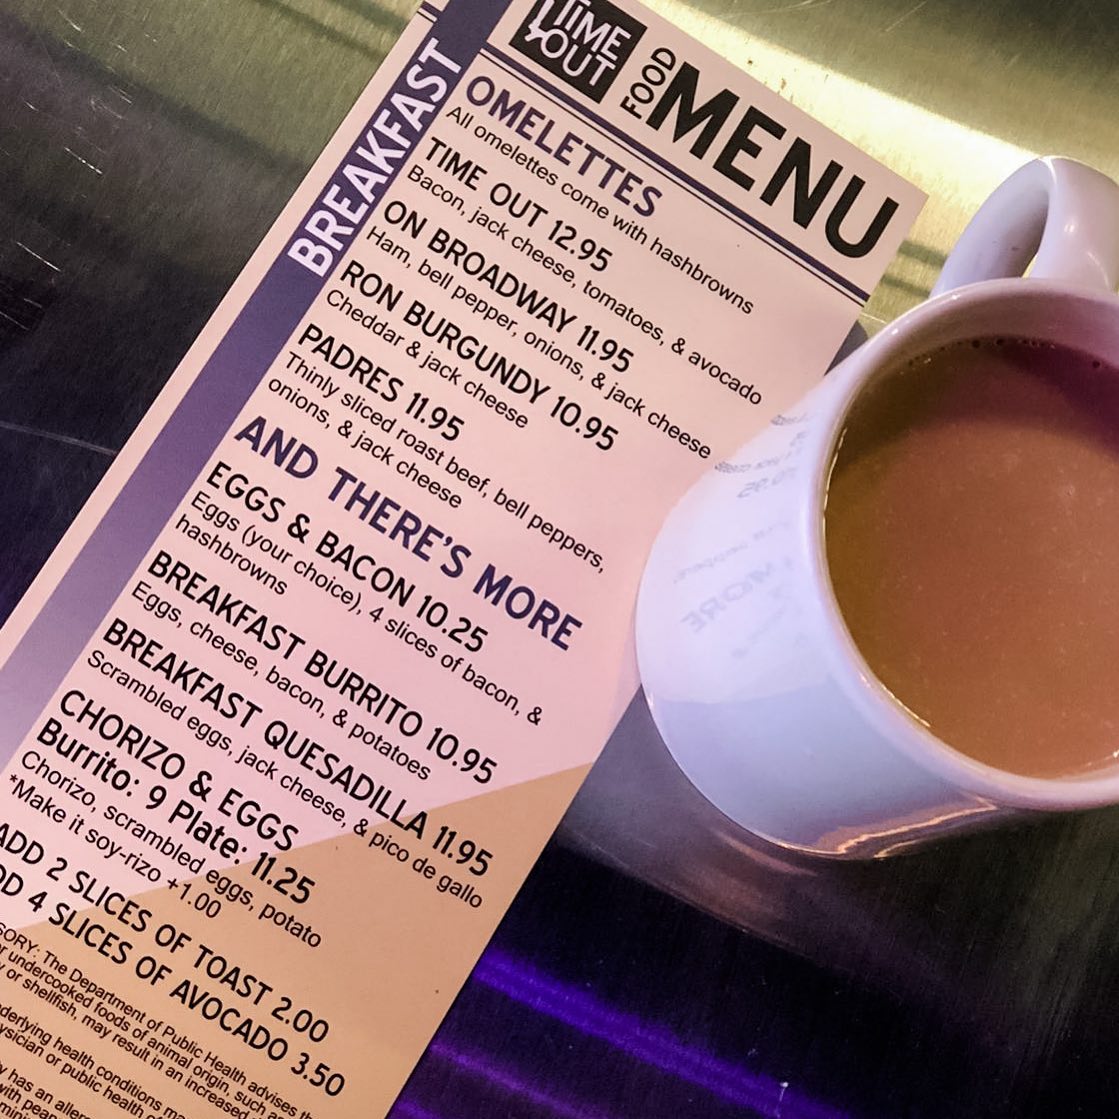 TIME
OUT
FOOD
MENU
BREAKFAST
OMELETTES
All omelettes come with hashbrowns
TIME OUT 12.95
Bacon, jack cheese, tomatoes, & avocado
ON BROADWAY 11.95
Ham, bell pepper, onions, & jack cheese
RON BURGUNDY 10.95
Cheddar & jack cheese
PADRES 11.95
Thinly sliced roast beef, bell peppers,
onions, & jack cheese
AND THERE'S MORE
EGGS & BACON 10.25
Eggs (your choice), 4 slices of bacon, &
hashbrowns
BREAKFAST BURRITO 10.95
Eggs, cheese, bacon, & potatoes
BREAKFAST QUESADILLA 11.95
Scrambled eggs, jack cheese, & pico de gallo
CHORIZO & EGGS
Burrito: 9 Plate: 11.25
Chorizo, scrambled eggs, potato
*Make it soy-rizo +1.00
ADD 2 SLICES OF TOAST 2.00
4 SLICES OF AVOCADO 3.50
The Department of Public Health advises
undercooked foods of animal origin, such
or shellfish, may result in an increased
health conditions
or public health
has an
with